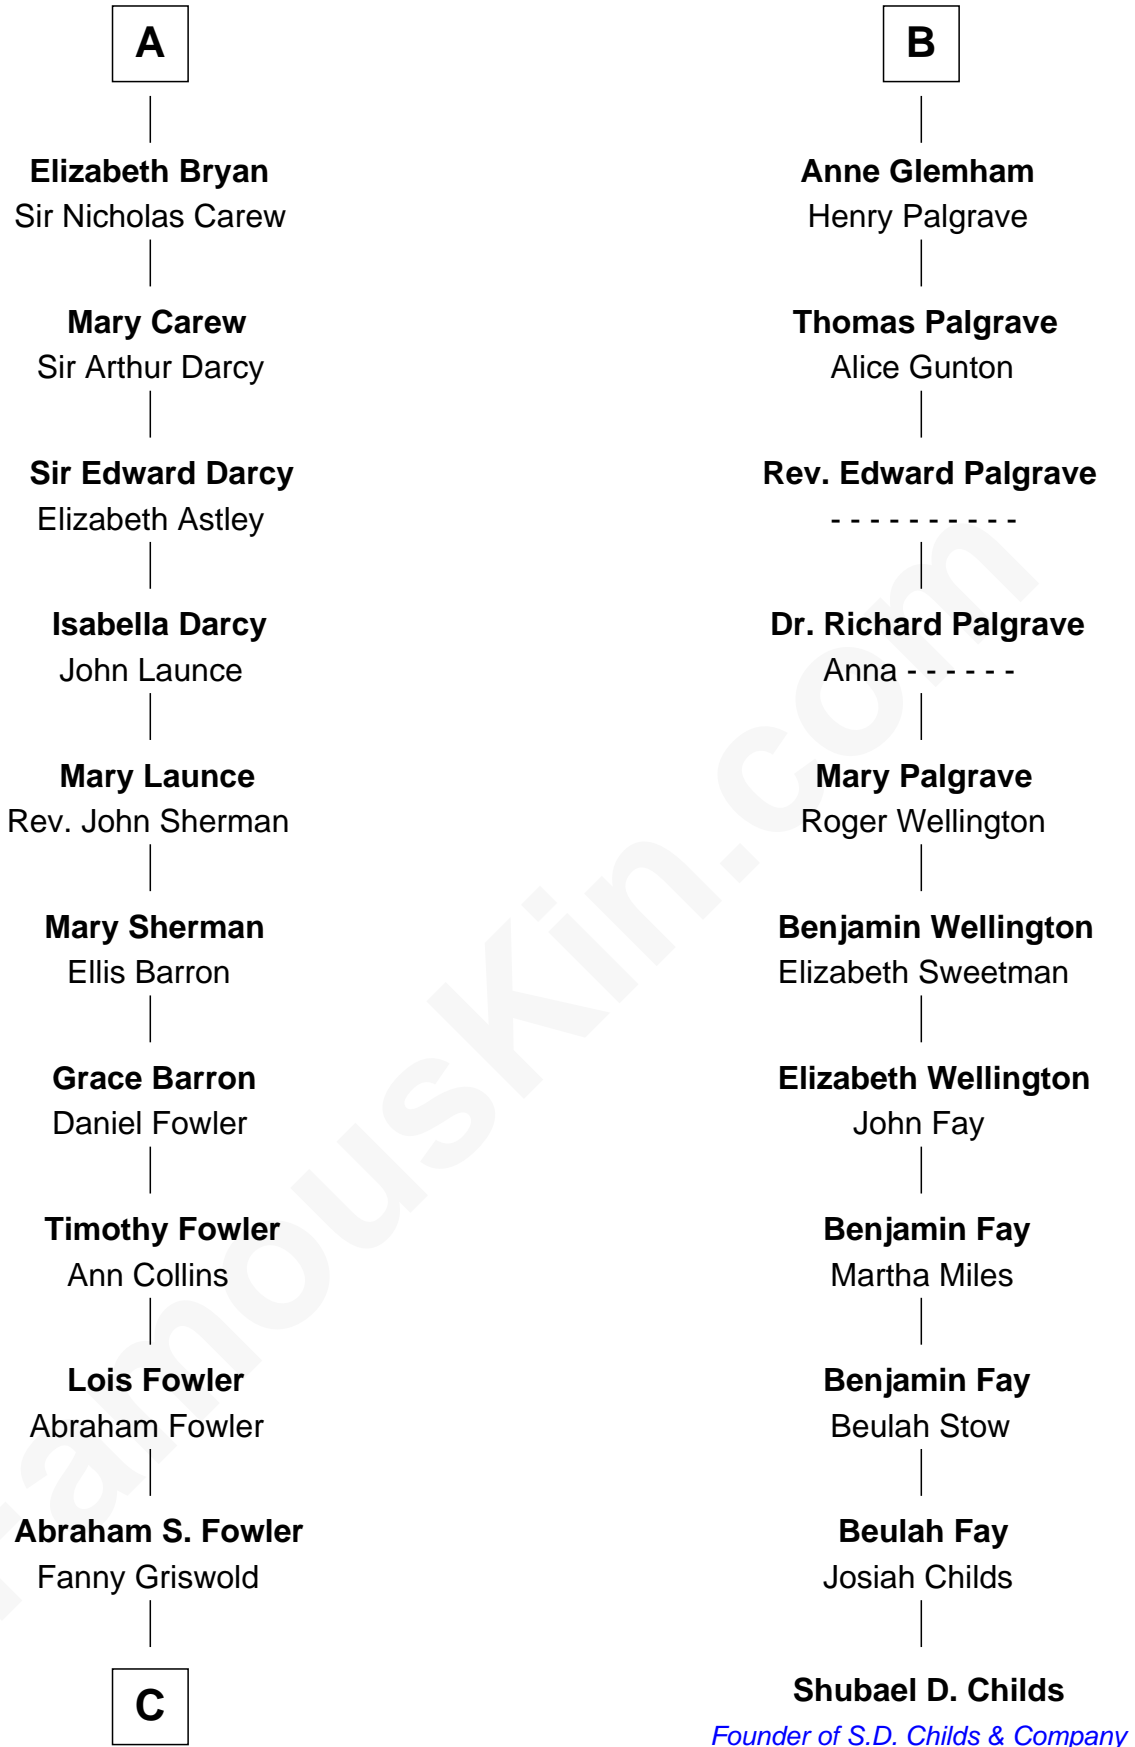 A
Elizabeth Bryan
Sir Nicholas Carew
Mary Carew
Sir Arthur Darcy
Sir Edward Darcy
Elizabeth Astley
Isabella Darcy
John Launce
Mary Launce
Rev. John Sherman
Mary Sherman
Ellis Barron
Grace Barron
Daniel Fowler
Timothy Fowler
Ann Collins
Lois Fowler
Abraham Fowler
Abraham S. Fowler
Fanny Griswold
C
B
Anne Glemham
Henry Palgrave
Thomas Palgrave
Alice Gunton
Rev. Edward Palgrave
- - - - - - - - - -
Dr. Richard Palgrave
Anna - - - - - -
Mary Palgrave
Roger Wellington
Benjamin Wellington
Elizabeth Sweetman
Elizabeth Wellington
John Fay
Benjamin Fay
Martha Miles
Benjamin Fay
Beulah Stow
Beulah Fay
Josiah Childs
Shubael D. Childs
Founder of S.D. Childs & Company
FamousKin.com